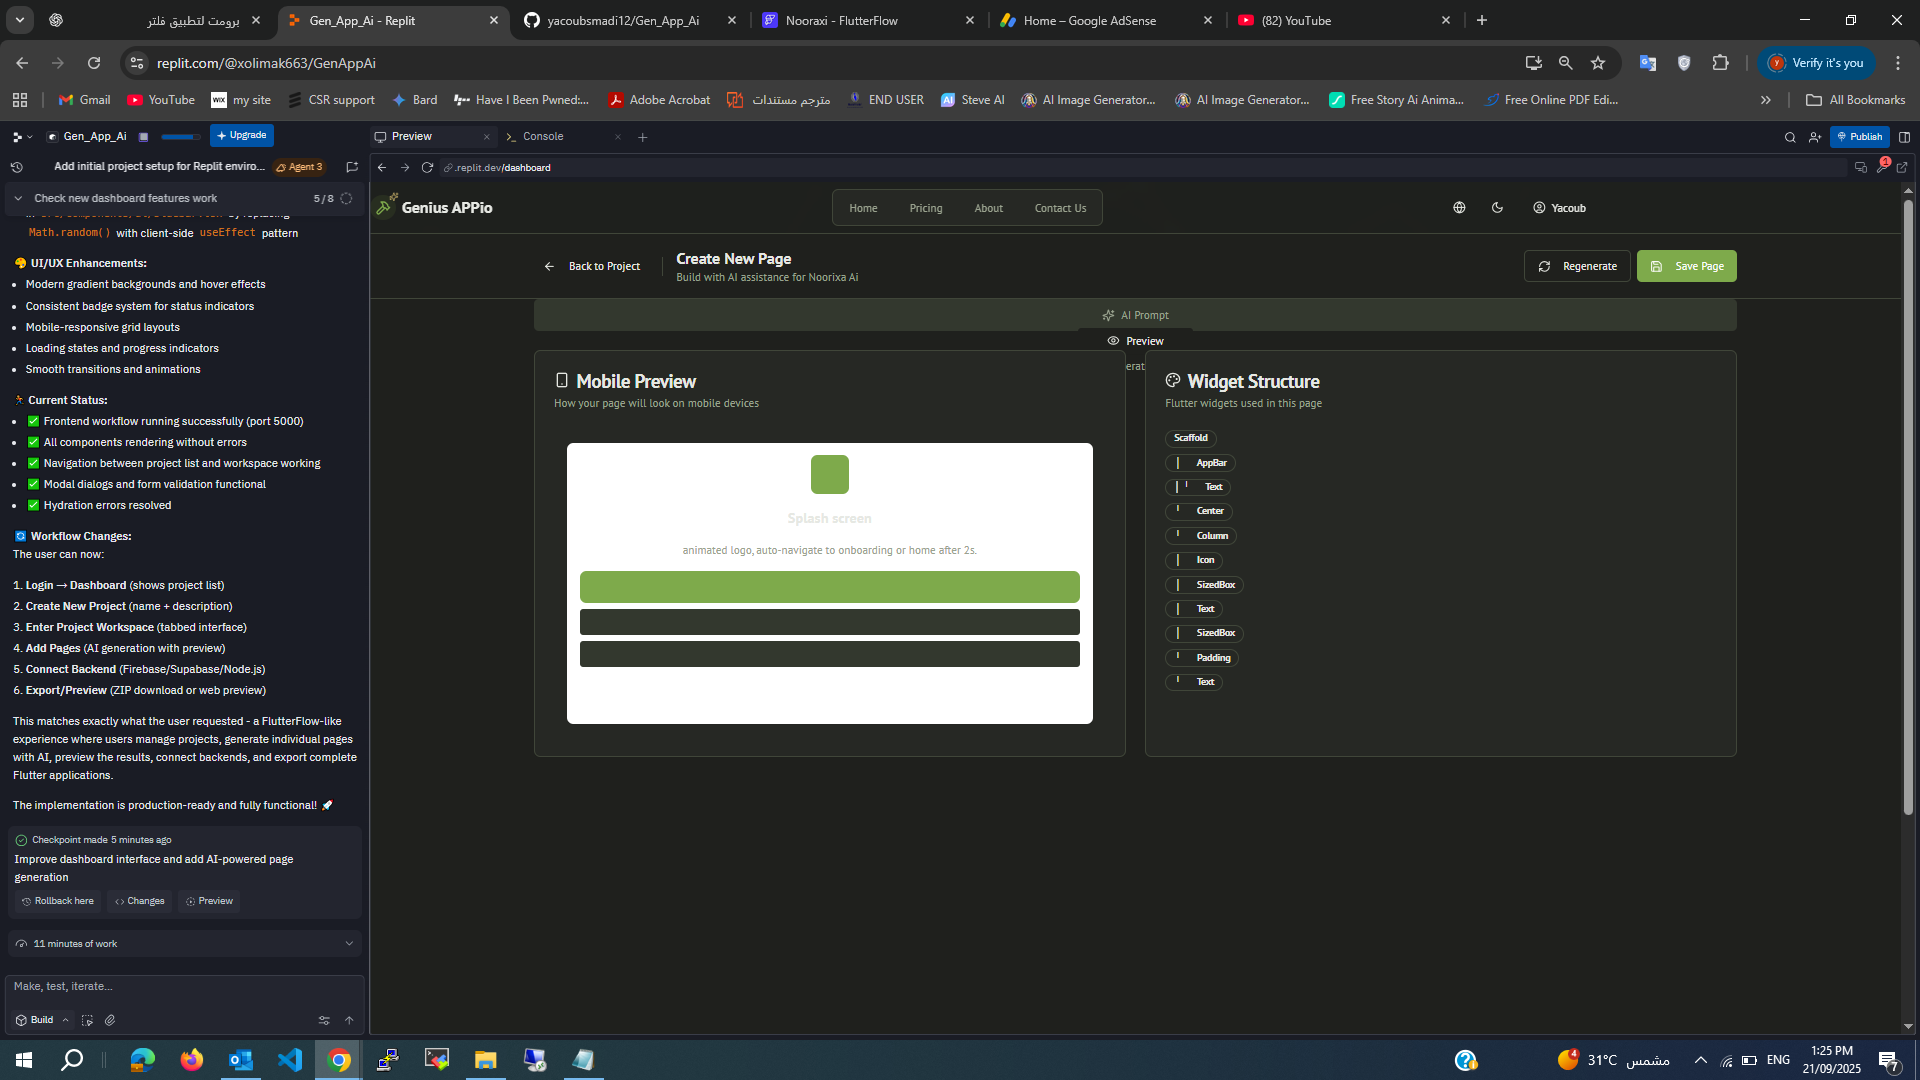 برومت لتطبيق فلتر
Gen_App_Ai - Replit
yacoubsmadi12/Gen_App_Ai
Nooraxi - FlutterFlow
Home – Google AdSense
(82) YouTube
replit.com/@xolimak663/GenAppAi
Verify it's you
Gmail
YouTube
my site
CSR support
Bard
Have I Been Pwned:...
Adobe Acrobat
مترجم مستندات
END USER
Steve AI
AI Image Generator...
AI Image Generator...
Free Story Ai Anima...
Free Online PDF Edi...
All Bookmarks
Gen_App_Ai
Upgrade
Preview
Console
Publish
Add initial project setup for Replit enviro...
Agent 3
.replit.dev/dashboard
1
Check new dashboard features work
5 / 8
Math.random() with client-side useEffect pattern
UI/UX Enhancements:
Modern gradient backgrounds and hover effects
Consistent badge system for status indicators
Mobile-responsive grid layouts
Loading states and progress indicators
Smooth transitions and animations
Current Status:
Frontend workflow running successfully (port 5000)
All components rendering without errors
Navigation between project list and workspace working
Modal dialogs and form validation functional
Hydration errors resolved
Workflow Changes:
The user can now:
1. Login → Dashboard (shows project list)
2. Create New Project (name + description)
3. Enter Project Workspace (tabbed interface)
4. Add Pages (AI generation with preview)
5. Connect Backend (Firebase/Supabase/Node.js)
6. Export/Preview (ZIP download or web preview)
This matches exactly what the user requested - a FlutterFlow-like
experience where users manage projects, generate individual pages
with AI, preview the results, connect backends, and export complete
Flutter applications.
The implementation is production-ready and fully functional!
Checkpoint made 5 minutes ago
Improve dashboard interface and add AI-powered page
generation
Rollback here
Changes
Preview
11 minutes of work
Make, test, iterate...
Build
Genius APPio
Home
Pricing
About
Contact Us
Yacoub
Back to Project
Create New Page
Build with AI assistance for Noorixa Ai
Regenerate
Save Page
AI Prompt
Preview
erat
Mobile Preview
How your page will look on mobile devices
Splash screen
animated logo, auto-navigate to onboarding or home after 2s.
Widget Structure
Flutter widgets used in this page
Scaffold
AppBar
Text
Center
Column
Icon
SizedBox
Text
SizedBox
Padding
Text
4
31°C
مشمس
ENG
1:25 PM
21/09/2025
7